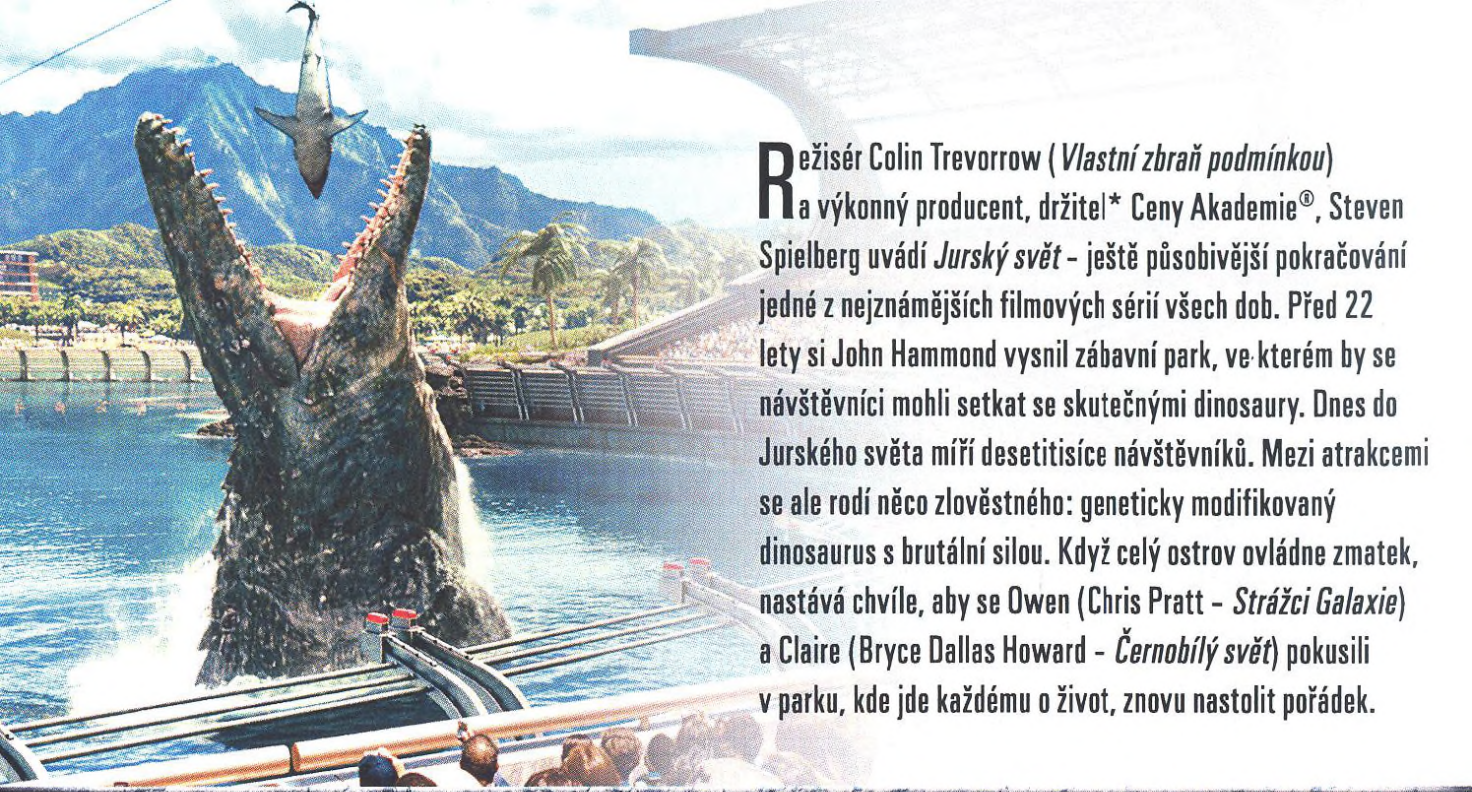 Režisér Colin Trevorrow (Vlastní zbraň podmínkou)
a výkonný producent, držitel* Ceny Akademie®, Steven
Spielberg uvádí Jurský svět – ještě působivější pokračování
jedné z nejznámějších filmových sérií všech dob. Před 22
lety si John Hammond vysnil zábavní park, ve kterém by se
návštěvníci mohli setkat se skutečnými dinosaury. Dnes do
Jurského světa míří desetitisíce návštěvníků. Mezi atrakcemi
se ale rodí něco zlověstného: geneticky modifikovaný
dinosaurus s brutální silou. Když celý ostrov ovládne zmatek,
nastává chvíle, aby se Owen (Chris Pratt – Strážci Galaxie)
a Claire (Bryce Dallas Howard – Černobílý svět) pokusili
v parku, kde jde každému o život, znovu nastolit pořádek.